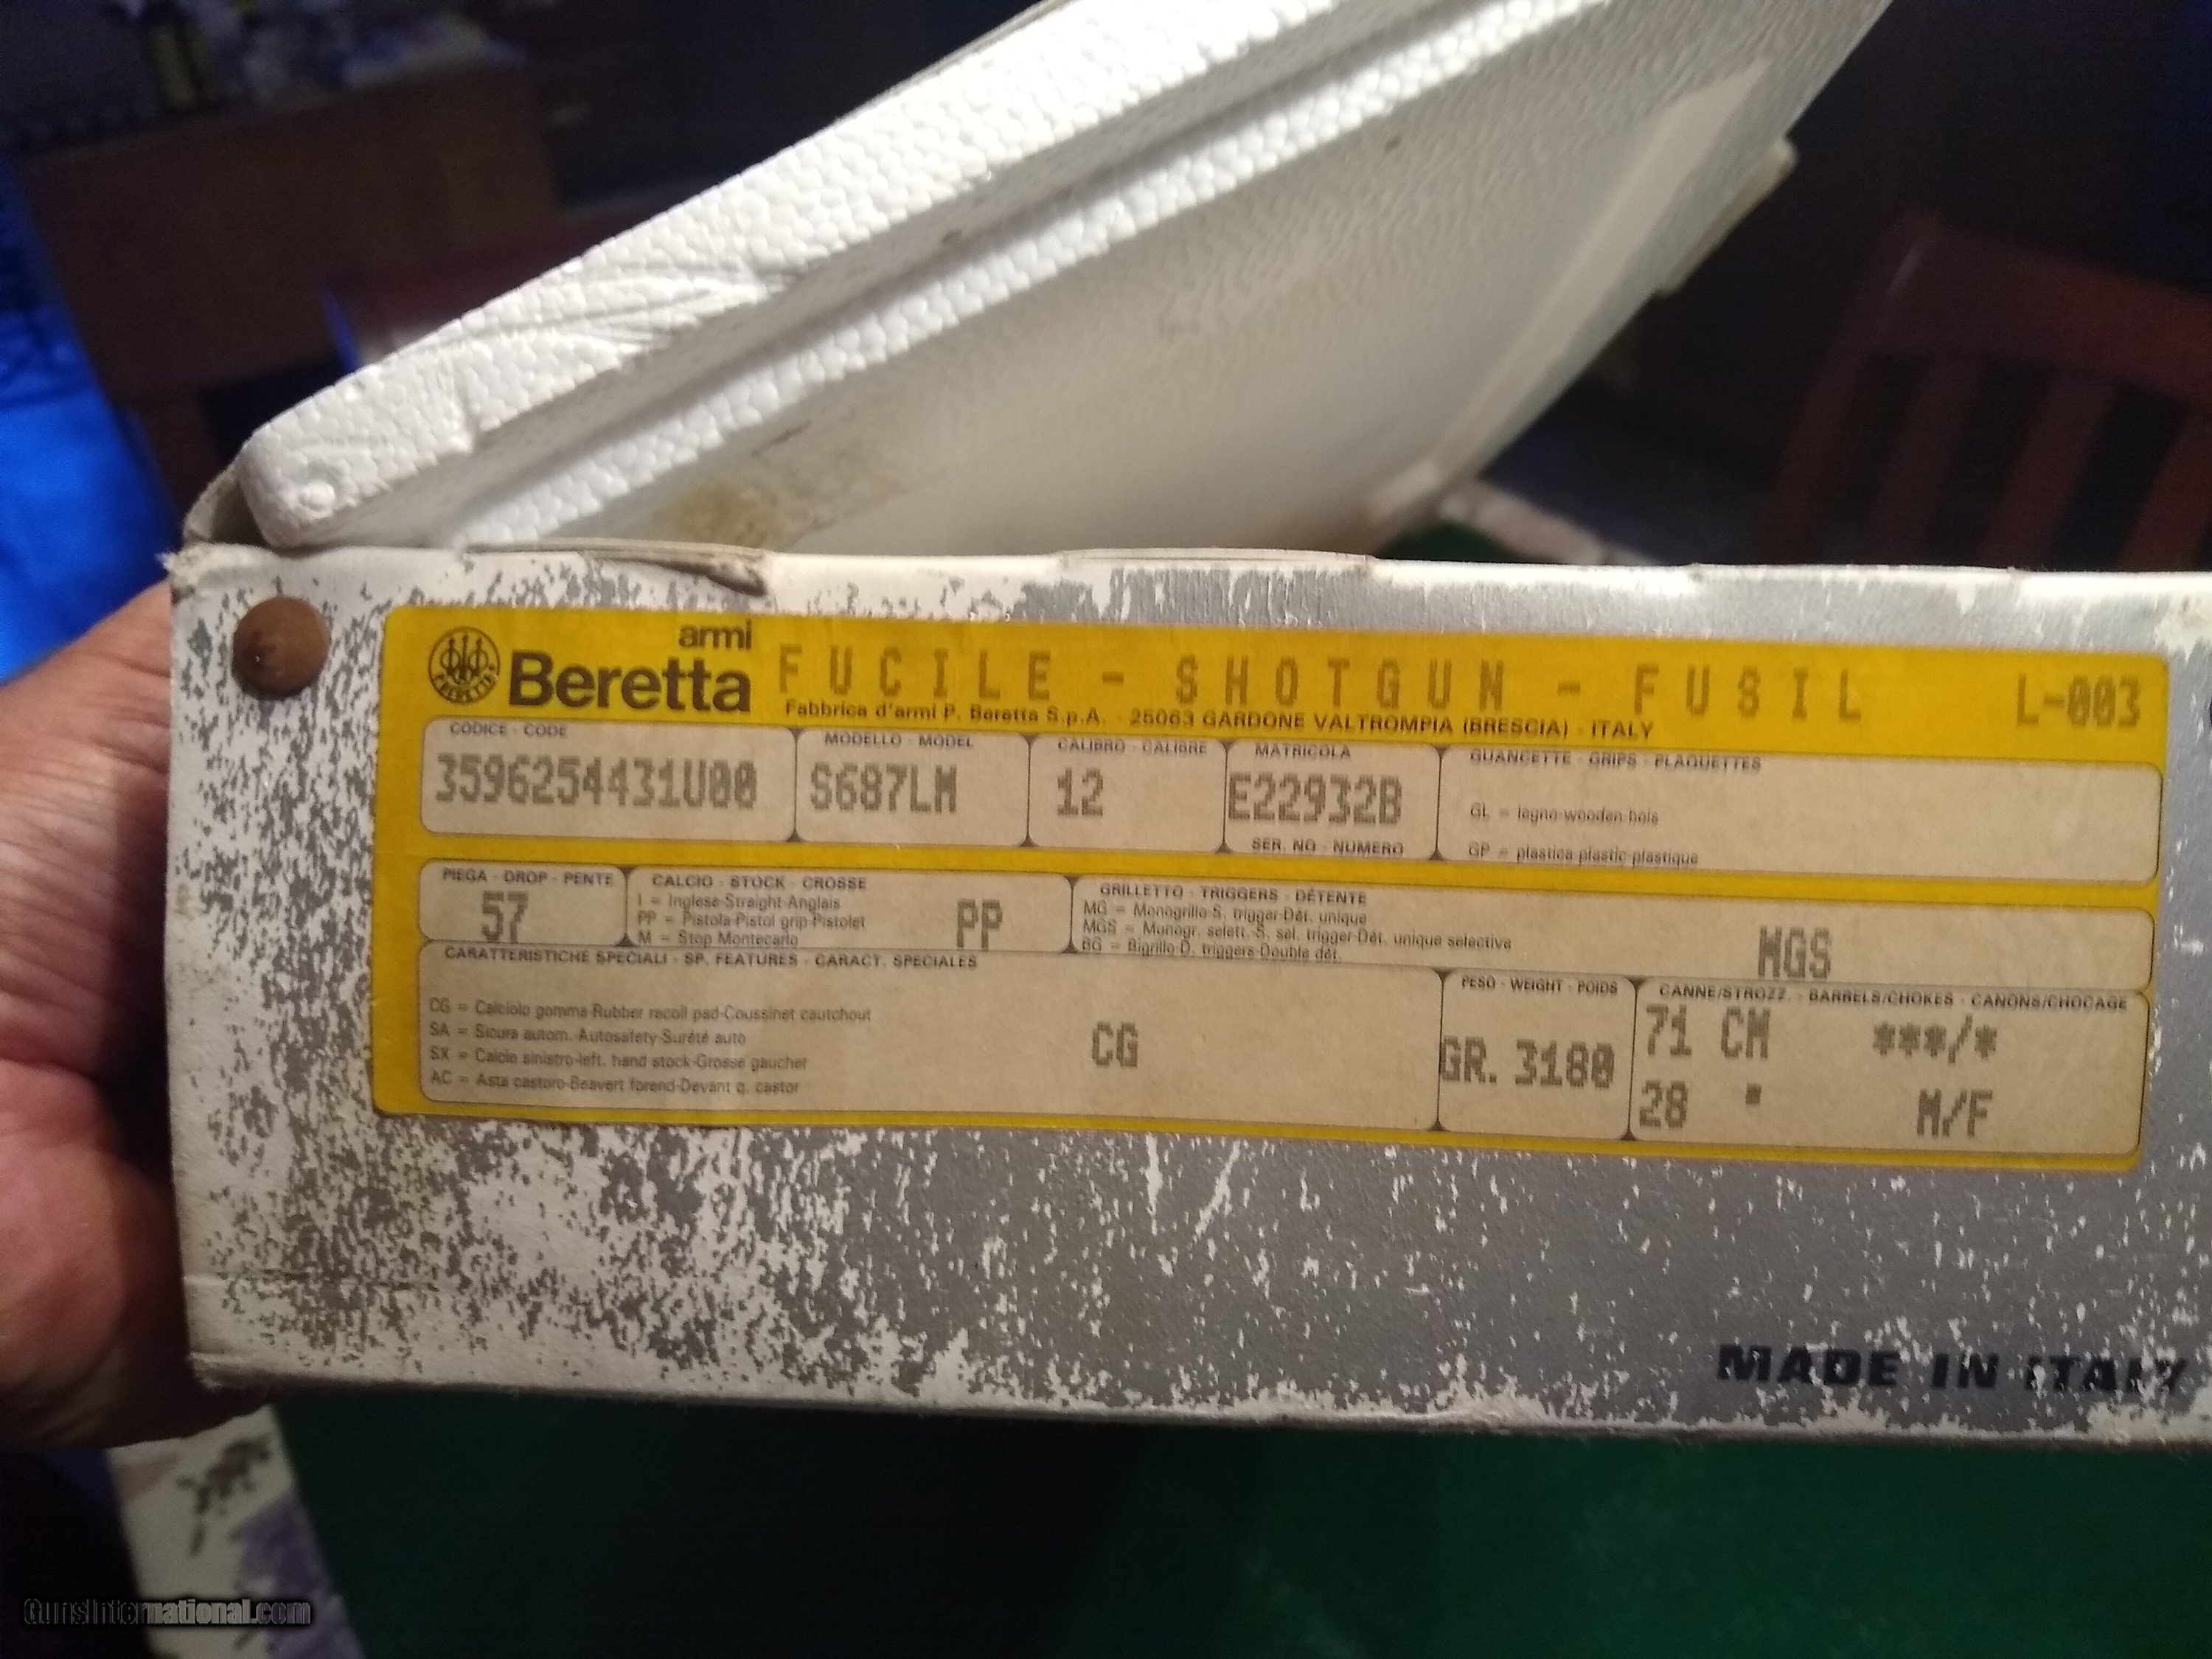 armi
Beretta FUCILE - SHOTGUN - FUSIL L-003
P. BERETTA
Fabbrica d'armi P. Beretta S.p.A. - 25063 GARDONE VALTROMPIA (BRESCIA) - ITALY
CODICE - CODE
3596254431U00
MODELLO - MODEL
S687LM
CALIBRO - CALIBRE
12
MATRICOLA
E22932B
SER. NO - NUMERO
GUANCETTE - GRIPS - PLAQUETTES
GL = legno-wooden-bois
GP = plastica-plastic-plastique
PIEGA - DROP - PENTE
57
CALCIO - STOCK - CROSSE
I = Inglese-Straight-Anglais
PP = Pistola-Pistol grip-Pistolet
M = Stop Montecarlo
PP
GRILLETTO - TRIGGERS - DÉTENTE
MG = Monogrillo-S. trigger-Dét. unique
MGS = Monogr. selett.-S. sel. trigger-Dét. unique selective
BG = Bigrillo-D. triggers-Double dét.
MGS
CARATTERISTICHE SPECIALI - SP. FEATURES - CARACT. SPECIALES
CG = Calciolo gomma-Rubber recoil pad-Coussinet cautchout
SA = Sicura autom.-Autosafety-Surété auto
SX = Calcio sinistro-left. hand stock-Grosse gaucher
AC = Asta castoro-Beavert forend-Devant q. castor
CG
PESO - WEIGHT - POIDS
GR. 3180
CANNE/STROZZ. - BARRELS/CHOKES - CANONS/CHOCAGE
71 CM ***/*
28 " M/F
MADE IN ITALY
GunsInternational.com